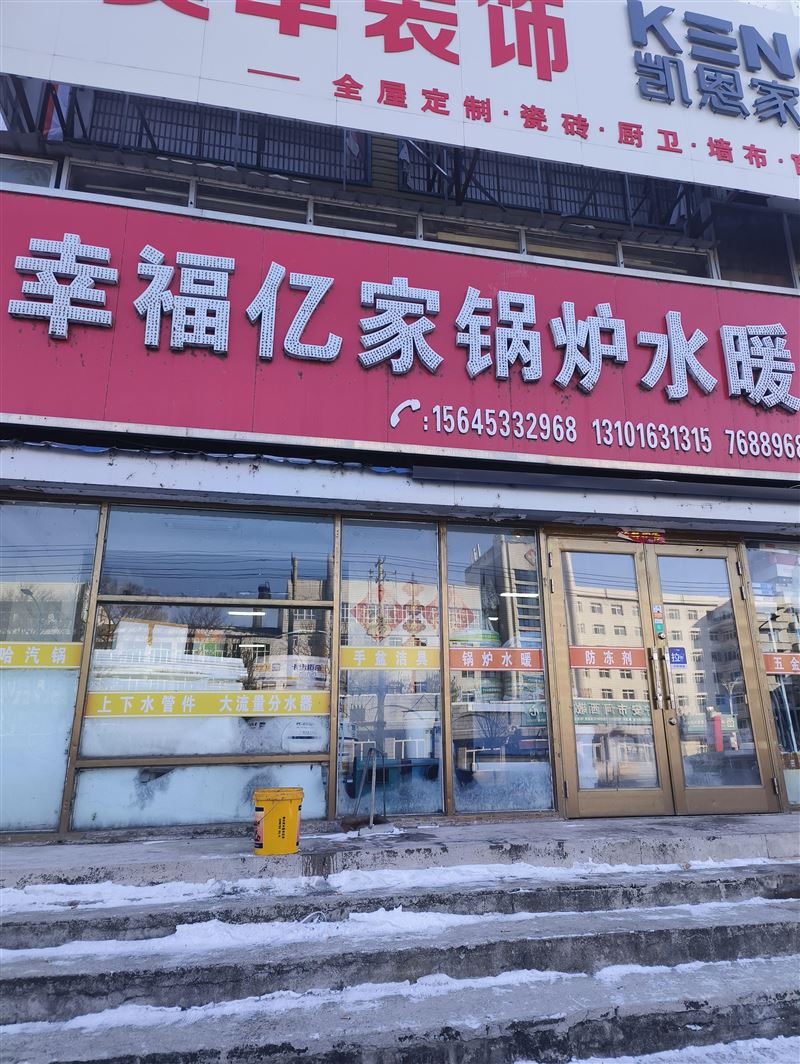 装饰
KEN
凯恩家
全屋定制·瓷砖·厨卫·墙布·
幸福亿家锅炉水暖
:15645332968 13101631315 7688968
哈汽锅
上下水管件 大流量分水器
手盆洁具
锅炉水暖
防冻剂
拉
五金